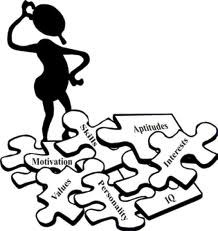 Aptitudes
Skills
Interests
Motivation
Values
Personality
IQ